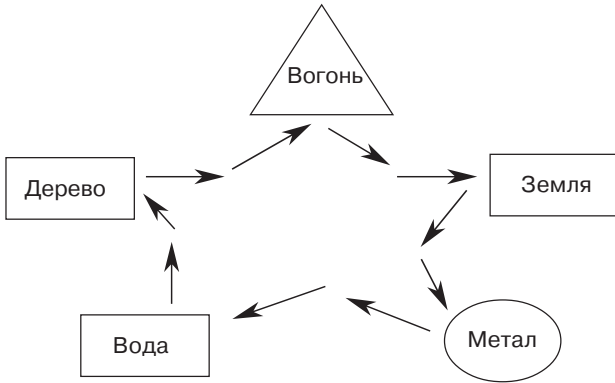 Вогонь
Дерево
Земля
Вода
Метал